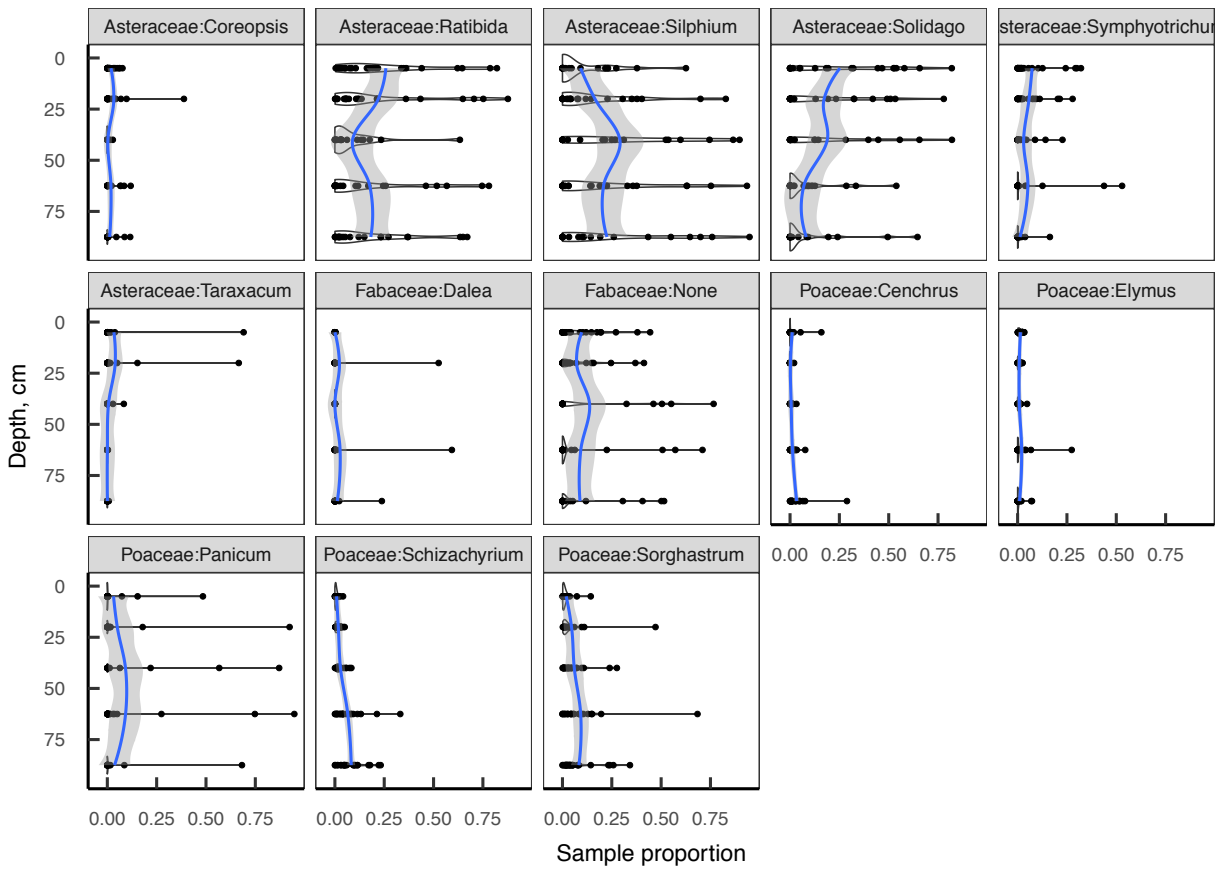 Asteraceae:Coreopsis Asteraceae:Ratibida Asteraceae:Silphium Asteraceae:Solidago steraceae:Symphyotrichur
0
25
50
75
Asteraceae:Taraxacum Fabaceae:Dalea Fabaceae:None Poaceae:Cenchrus Poaceae:Elymus
0
25
50
75
Depth, cm
0.00 0.25 0.50 0.75 0.00 0.25 0.50 0.75
Poaceae:Panicum Poaceae:Schizachyrium Poaceae:Sorghastrum
0
25
50
75
0.00 0.25 0.50 0.75 0.00 0.25 0.50 0.75 0.00 0.25 0.50 0.75
Sample proportion